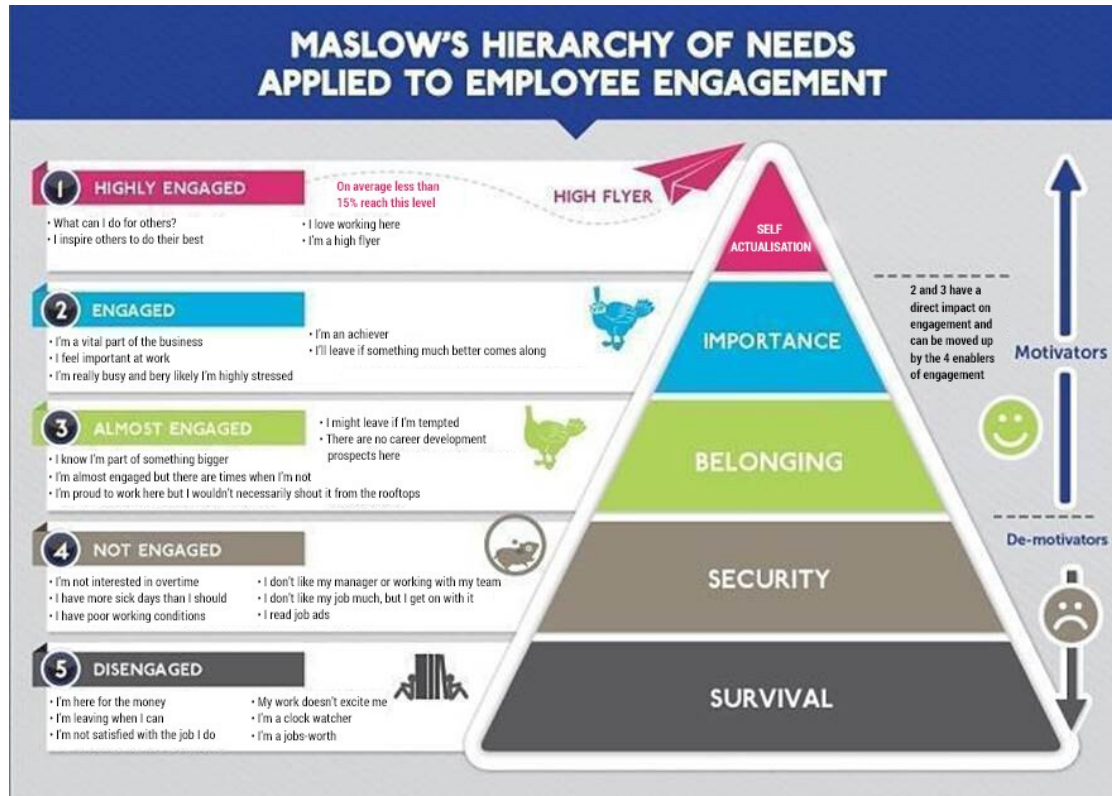 MASLOW'S HIERARCHY OF NEEDS
APPLIED TO EMPLOYEE ENGAGEMENT
1 HIGHLY ENGAGED
On average less than
15% reach this level
HIGH FLYER
• What can I do for others?
• I inspire others to do their best
• I love working here
• I'm a high flyer
SELF
ACTUALISATION
2 ENGAGED
• I'm a vital part of the business
• I feel important at work
• I'm really busy and bery likely I'm highly stressed
• I'm an achiever
• I'll leave if something much better comes along
IMPORTANCE
2 and 3 have a
direct impact on
engagement and
can be moved up
by the 4 enablers
of engagement
Motivators
3 ALMOST ENGAGED
• I might leave if I'm tempted
• There are no career development
prospects here
• I know I'm part of something bigger
• I'm almost engaged but there are times when I'm not
• I'm proud to work here but I wouldn't necessarily shout it from the rooftops
BELONGING
De-motivators
4 NOT ENGAGED
• I'm not interested in overtime
• I have more sick days than I should
• I have poor working conditions
• I don't like my manager or working with my team
• I don't like my job much, but I get on with it
• I read job ads
SECURITY
5 DISENGAGED
• I'm here for the money
• I'm leaving when I can
• I'm not satisfied with the job I do
• My work doesn't excite me
• I'm a clock watcher
• I'm a jobs-worth
SURVIVAL